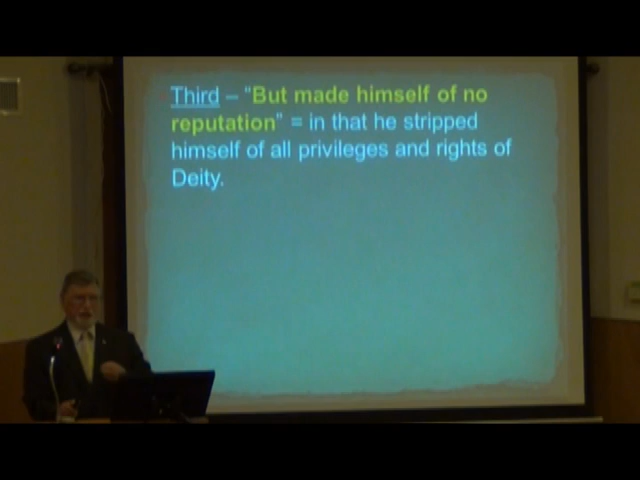 Third – “But made himself of no
reputation” = in that he stripped
himself of all privileges and rights of
Deity.